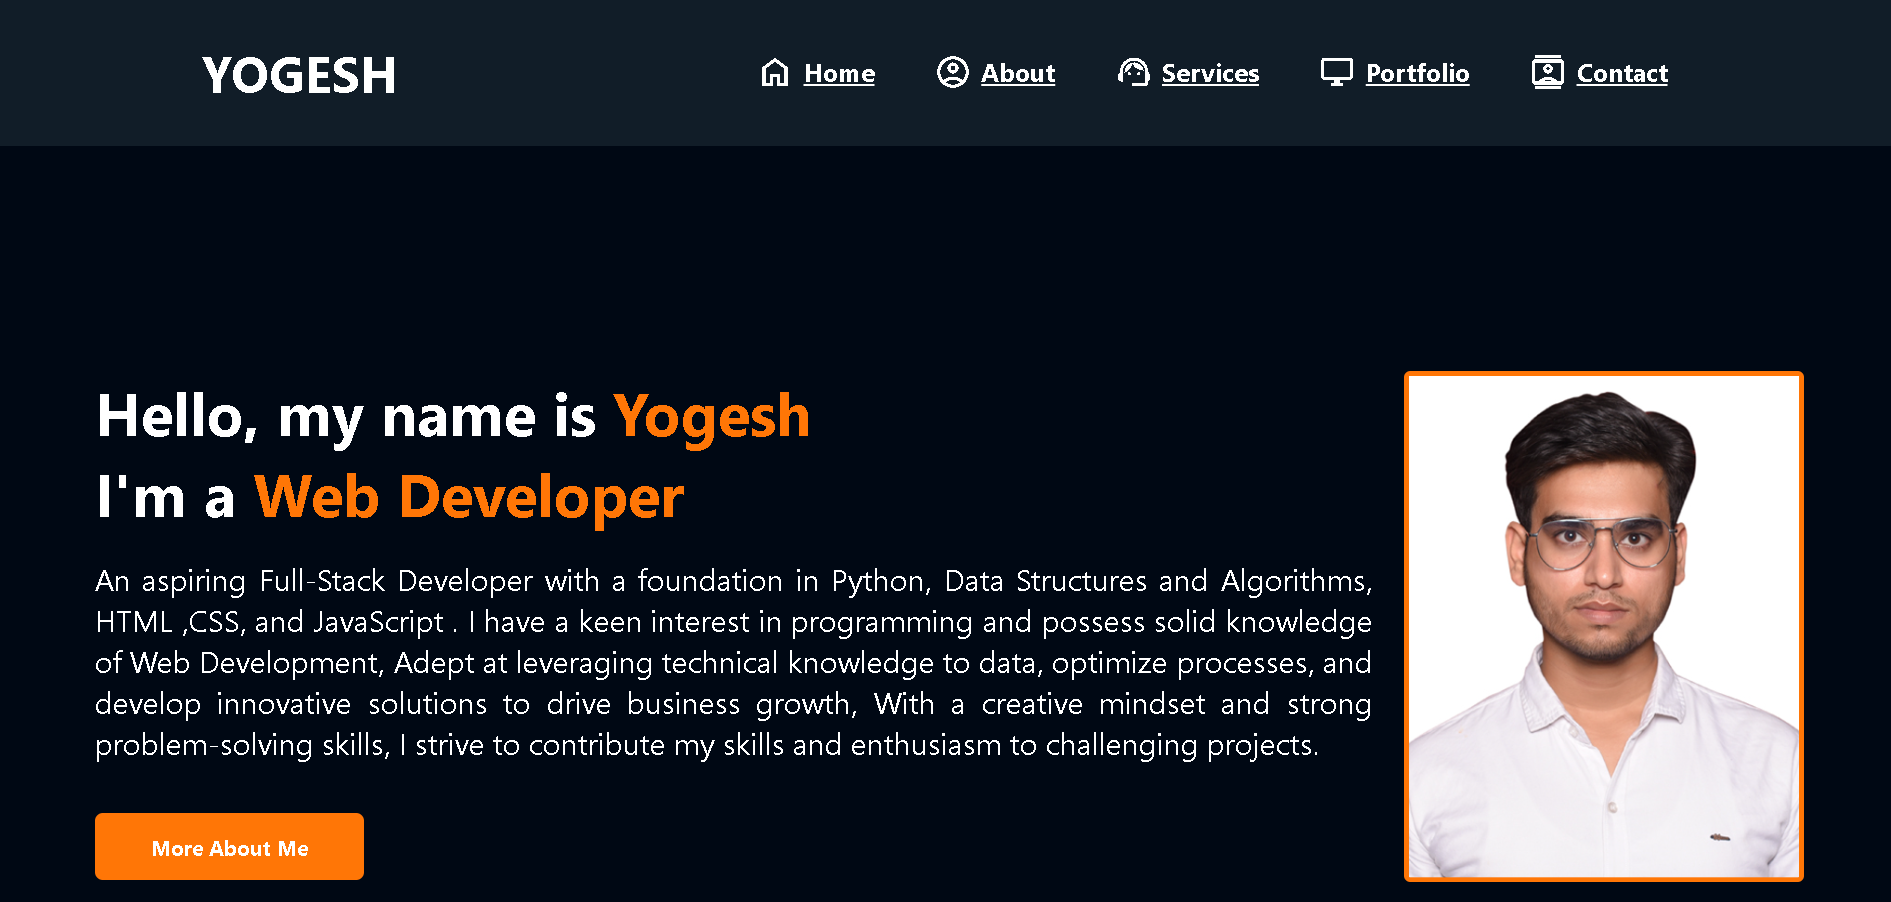 YOGESH
Home About Services Portfolio Contact
Hello, my name is Yogesh
I'm a Web Developer
An aspiring Full-Stack Developer with a foundation in Python, Data Structures and Algorithms,
HTML ,CSS, and JavaScript . I have a keen interest in programming and possess solid knowledge
of Web Development, Adept at leveraging technical knowledge to data, optimize processes, and
develop innovative solutions to drive business growth, With a creative mindset and strong
problem-solving skills, I strive to contribute my skills and enthusiasm to challenging projects.
More About Me